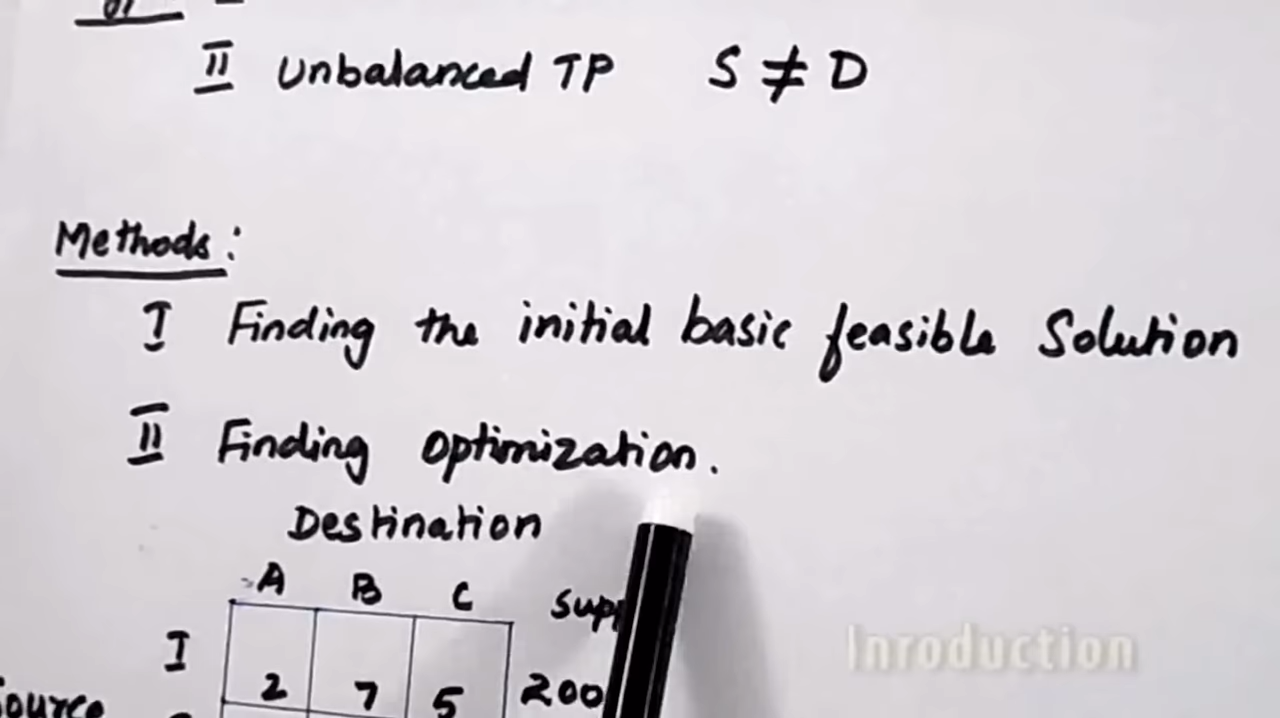 II Unbalanced TP S ≠ D
Methods:
I Finding the initial basic feasible Solution
II Finding Optimization.
Destination
A B C
I 2 7 5 200
Source
Inroduction